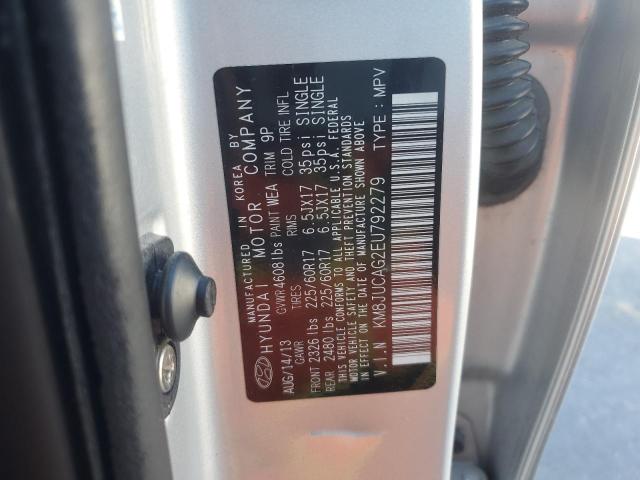 MANUFACTURED IN KOREA BY
HYUNDAI MOTOR COMPANY
AUG/14/13 GVWR 4608lbs PAINT WEA TRIM 9P
GAWR TIRES RIMS COLD TIRE INFL
FRONT 2326 lbs 225/60R17 6.5JX17 35psi SINGLE
REAR 2480 lbs 225/60R17 6.5JX17 35psi SINGLE
THIS VEHICLE CONFORMS TO ALL APPLICABLE U.S.A. FEDERAL
MOTOR VEHICLE SAFETY AND THEFT PREVENTION STANDARDS
IN EFFECT ON THE DATE OF MANUFACTURE SHOWN ABOVE
V.I.N KM8JUCAG2EU792279 TYPE : MPV